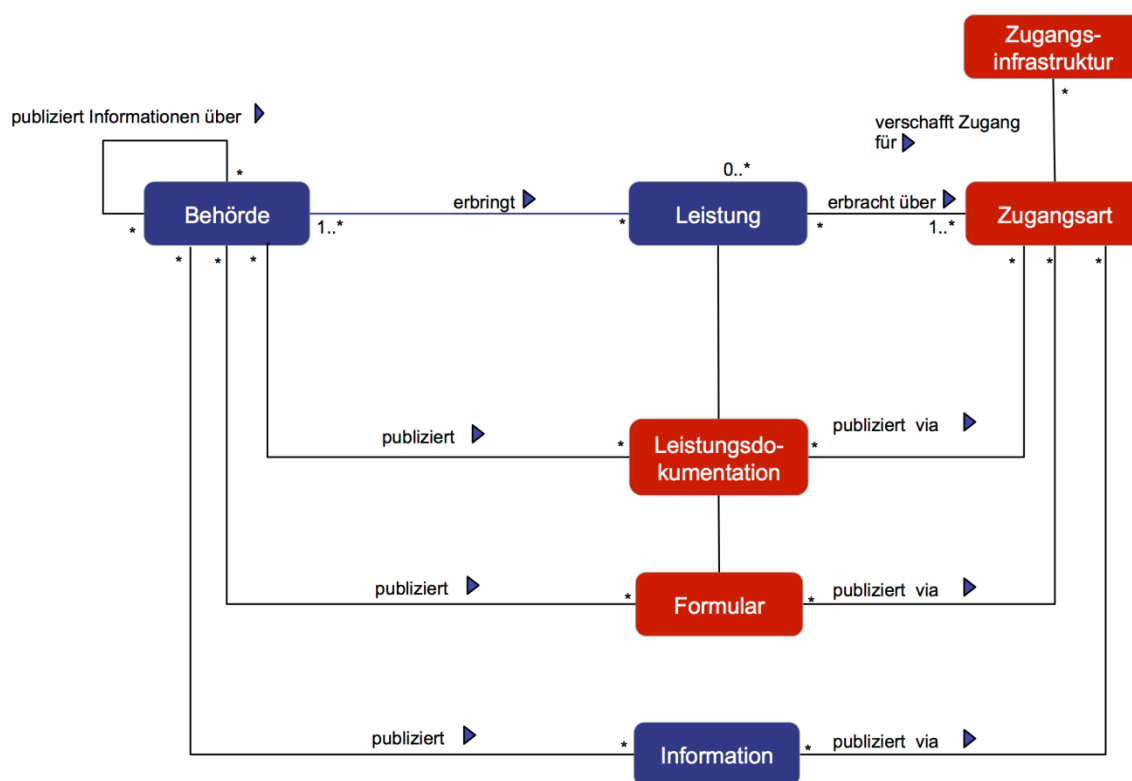 Zugangs-
infrastruktur
*
publiziert Informationen über
verschafft Zugang
für
*
0..*
Behörde
erbringt
Leistung
erbracht über
Zugangsart
*
1..*
*
*
1..*
*
*
*
*
*
*
publiziert
*
Leistungsdo-
kumentation
*
publiziert via
publiziert
*
Formular
*
publiziert via
publiziert
*
Information
*
publiziert via